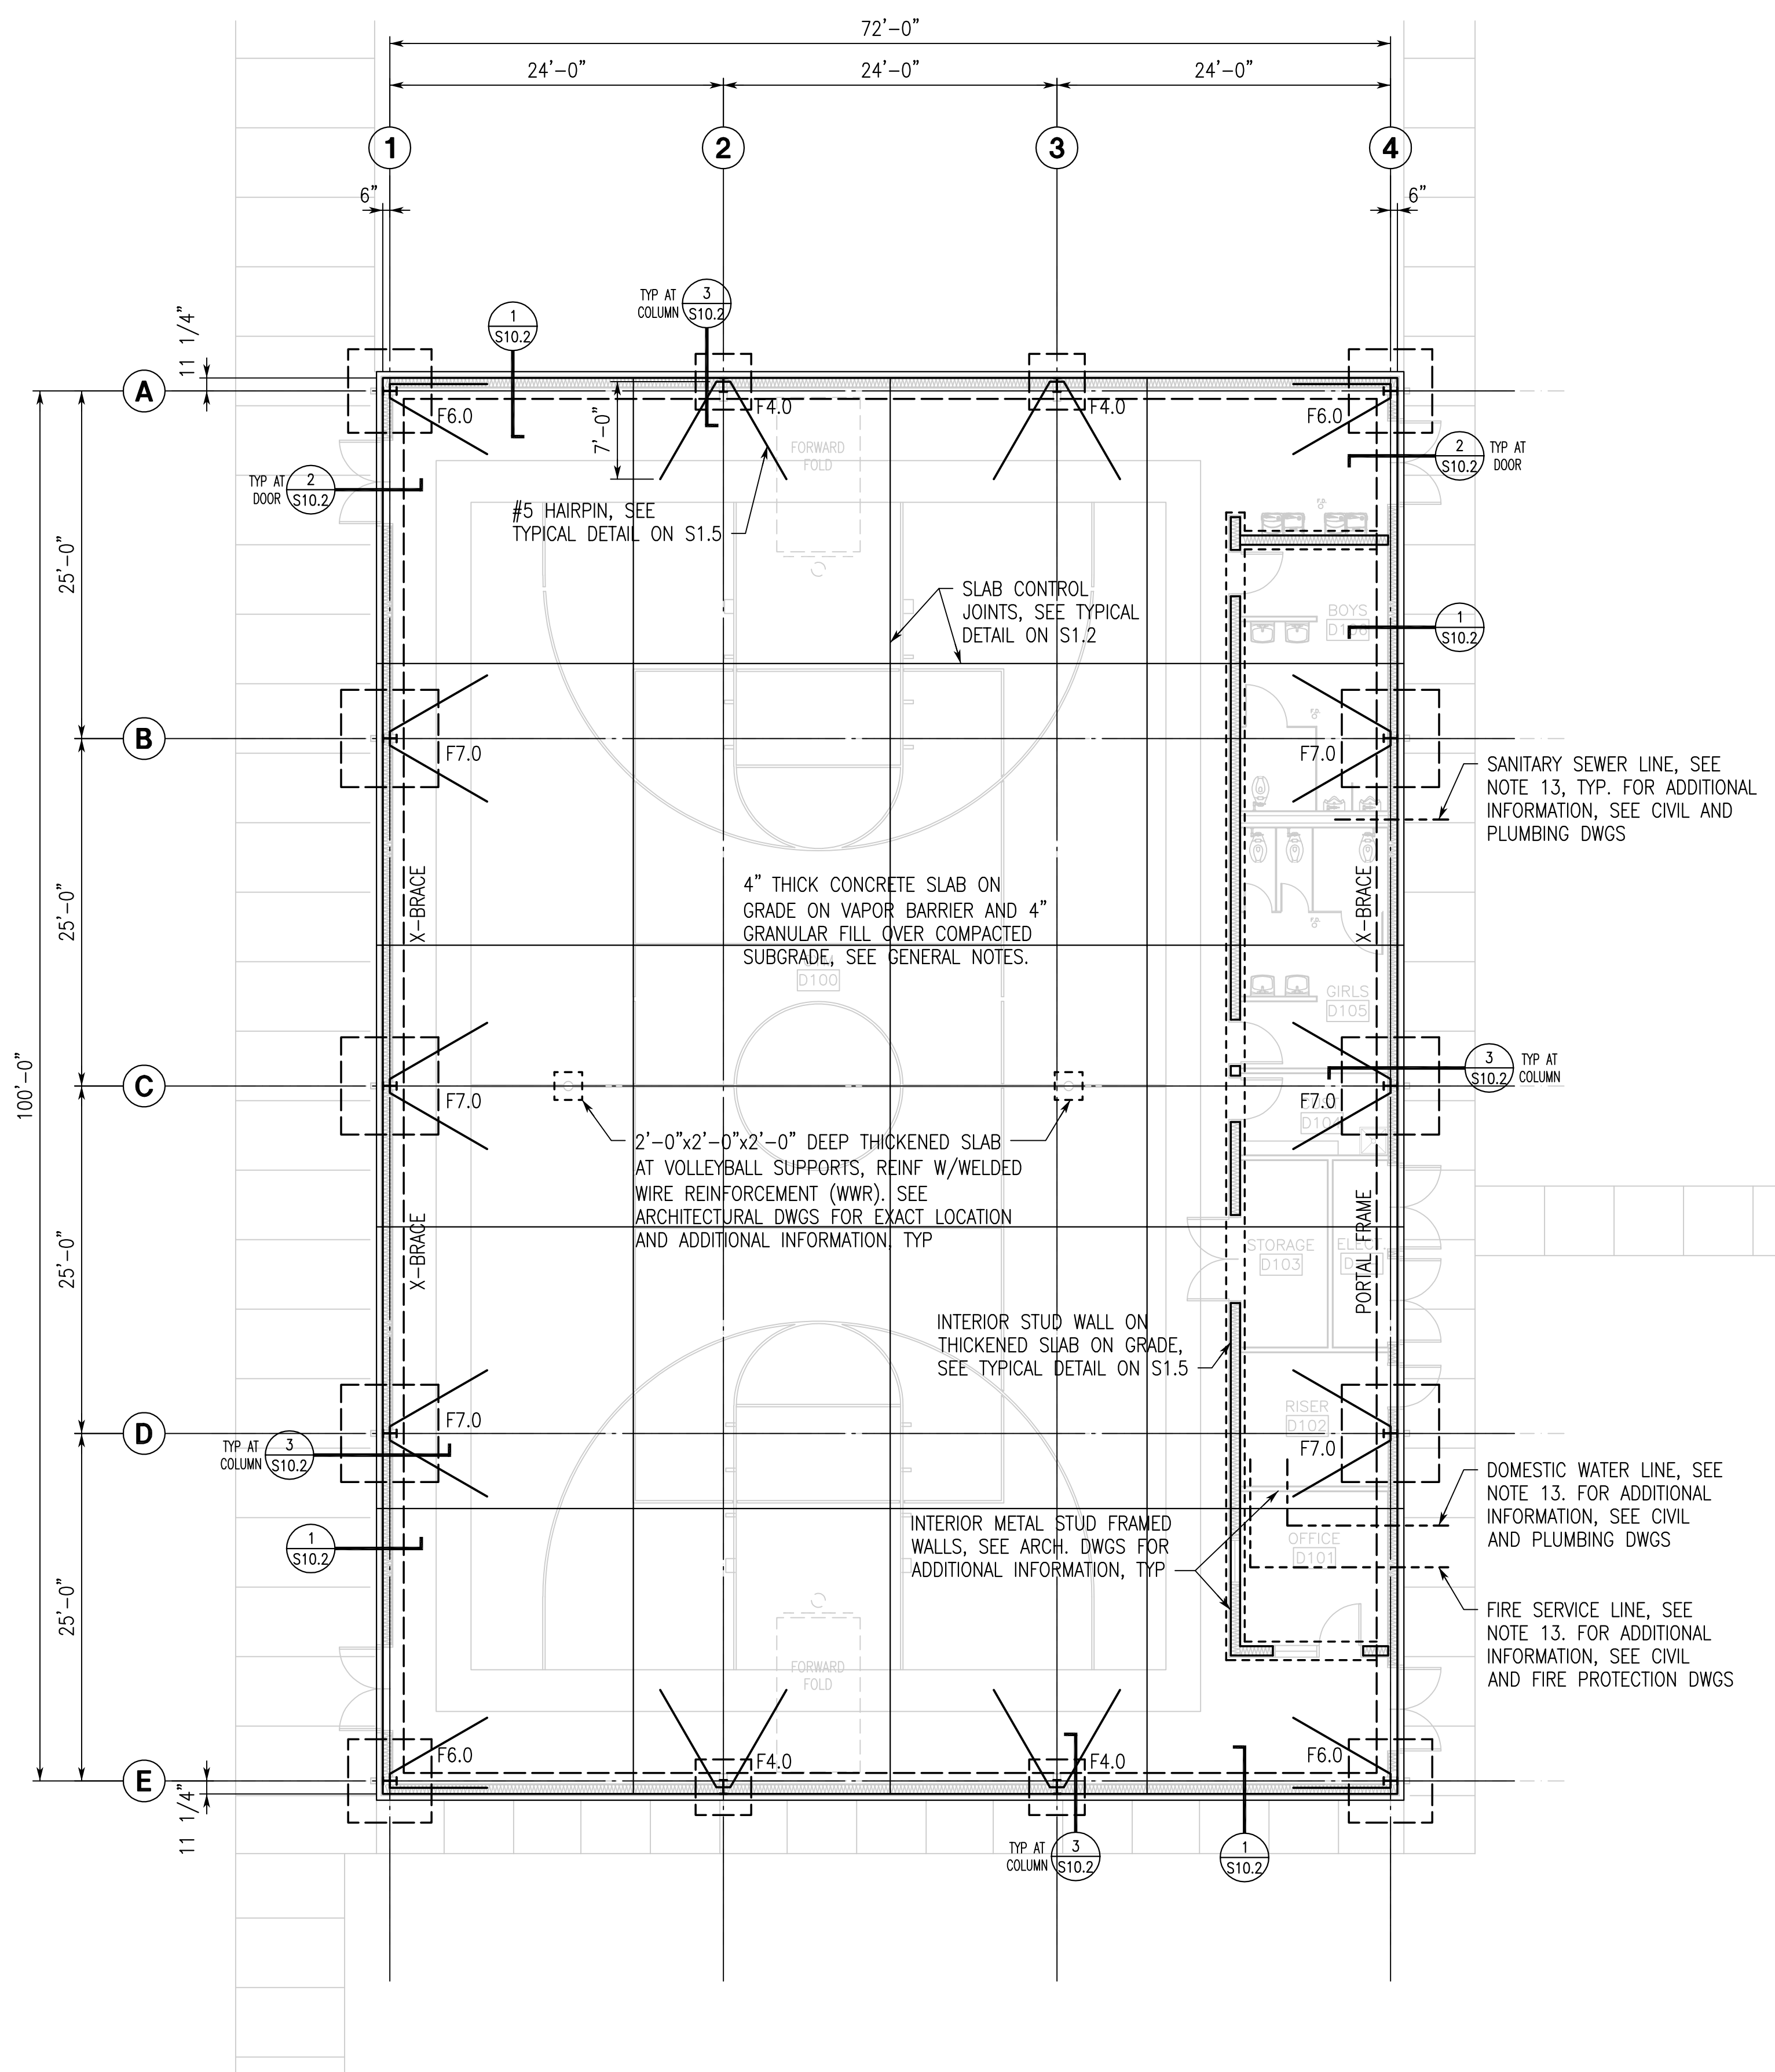 72'-0"
24'-0"
24'-0"
24'-0"
1
2
3
4
6"
6"
11 1/4"
TYP AT
COLUMN
3
S10.2
1
S10.2
A
F6.0
F4.0
F4.0
F6.0
7'-0"
FORWARD
FOLD
TYP AT
DOOR
2
S10.2
2
S10.2
TYP AT
DOOR
#5 HAIRPIN, SEE
TYPICAL DETAIL ON S1.5
25'-0"
SLAB CONTROL
JOINTS, SEE TYPICAL
DETAIL ON S1.2
BOYS
D106
1
S10.2
B
F7.0
F7.0
SANITARY SEWER LINE, SEE
NOTE 13, TYP. FOR ADDITIONAL
INFORMATION, SEE CIVIL AND
PLUMBING DWGS
X-BRACE
X-BRACE
25'-0"
4" THICK CONCRETE SLAB ON
GRADE ON VAPOR BARRIER AND 4"
GRANULAR FILL OVER COMPACTED
SUBGRADE, SEE GENERAL NOTES.
D100
GIRLS
D105
100'-0"
C
F7.0
F7.0
3
S10.2
TYP AT
COLUMN
2'-0"x2'-0"x2'-0" DEEP THICKENED SLAB
AT VOLLEYBALL SUPPORTS, REINF W/WELDED
WIRE REINFORCEMENT (WWR). SEE
ARCHITECTURAL DWGS FOR EXACT LOCATION
AND ADDITIONAL INFORMATION, TYP
25'-0"
X-BRACE
PORTAL FRAME
STORAGE
D103
ELEC
INTERIOR STUD WALL ON
THICKENED SLAB ON GRADE,
SEE TYPICAL DETAIL ON S1.5
RISER
D102
D
F7.0
F7.0
TYP AT
COLUMN
3
S10.2
DOMESTIC WATER LINE, SEE
NOTE 13. FOR ADDITIONAL
INFORMATION, SEE CIVIL
AND PLUMBING DWGS
INTERIOR METAL STUD FRAMED
WALLS, SEE ARCH. DWGS FOR
ADDITIONAL INFORMATION, TYP
OFFICE
D101
1
S10.2
25'-0"
FIRE SERVICE LINE, SEE
NOTE 13. FOR ADDITIONAL
INFORMATION, SEE CIVIL
AND FIRE PROTECTION DWGS
FORWARD
FOLD
E
F6.0
F4.0
F4.0
F6.0
11 1/4"
TYP AT
COLUMN
3
S10.2
1
S10.2